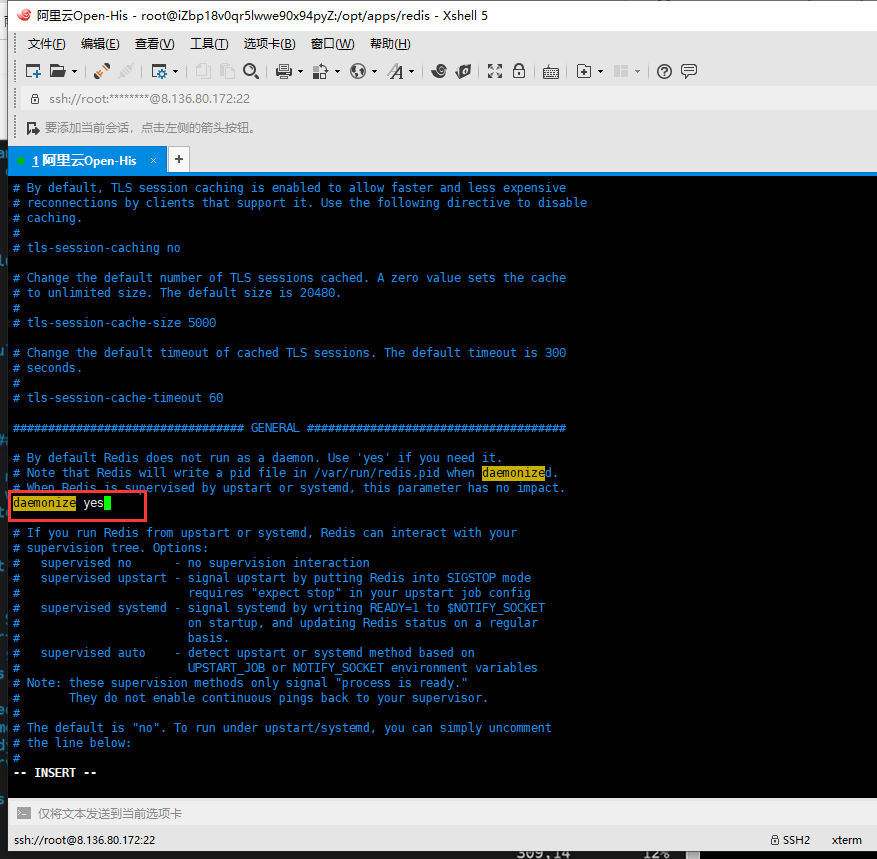 阿里云Open-His - root@iZbp18v0qr5lwwe90x94pyZ:/opt/apps/redis - Xshell 5
文件(F) 编辑(E) 查看(V) 工具(T) 选项卡(B) 窗口(W) 帮助(H)
ssh://root:********@8.136.80.172:22
要添加当前会话，点击左侧的箭头按钮。
1 阿里云Open-His × +
# By default, TLS session caching is enabled to allow faster and less expensive
# reconnections by clients that support it. Use the following directive to disable
# caching.
#
# tls-session-caching no
# Change the default number of TLS sessions cached. A zero value sets the cache
# to unlimited size. The default size is 20480.
#
# tls-session-cache-size 5000
# Change the default timeout of cached TLS sessions. The default timeout is 300
# seconds.
#
# tls-session-cache-timeout 60
################################# GENERAL #####################################
# By default Redis does not run as a daemon. Use 'yes' if you need it.
# Note that Redis will write a pid file in /var/run/redis.pid when daemonized.
# When Redis is supervised by upstart or systemd, this parameter has no impact.
daemonize yes
# If you run Redis from upstart or systemd, Redis can interact with your
# supervision tree. Options:
#   supervised no      - no supervision interaction
#   supervised upstart - signal upstart by putting Redis into SIGSTOP mode
#                        requires "expect stop" in your upstart job config
#   supervised systemd - signal systemd by writing READY=1 to $NOTIFY_SOCKET
#                        on startup, and updating Redis status on a regular
#                        basis.
#   supervised auto    - detect upstart or systemd method based on
#                        UPSTART_JOB or NOTIFY_SOCKET environment variables
# Note: these supervision methods only signal "process is ready."
#       They do not enable continuous pings back to your supervisor.
#
# The default is "no". To run under upstart/systemd, you can simply uncomment
# the line below:
#
-- INSERT --
仅将文本发送到当前选项卡
ssh://root@8.136.80.172:22 SSH2 xterm
309,14 12%